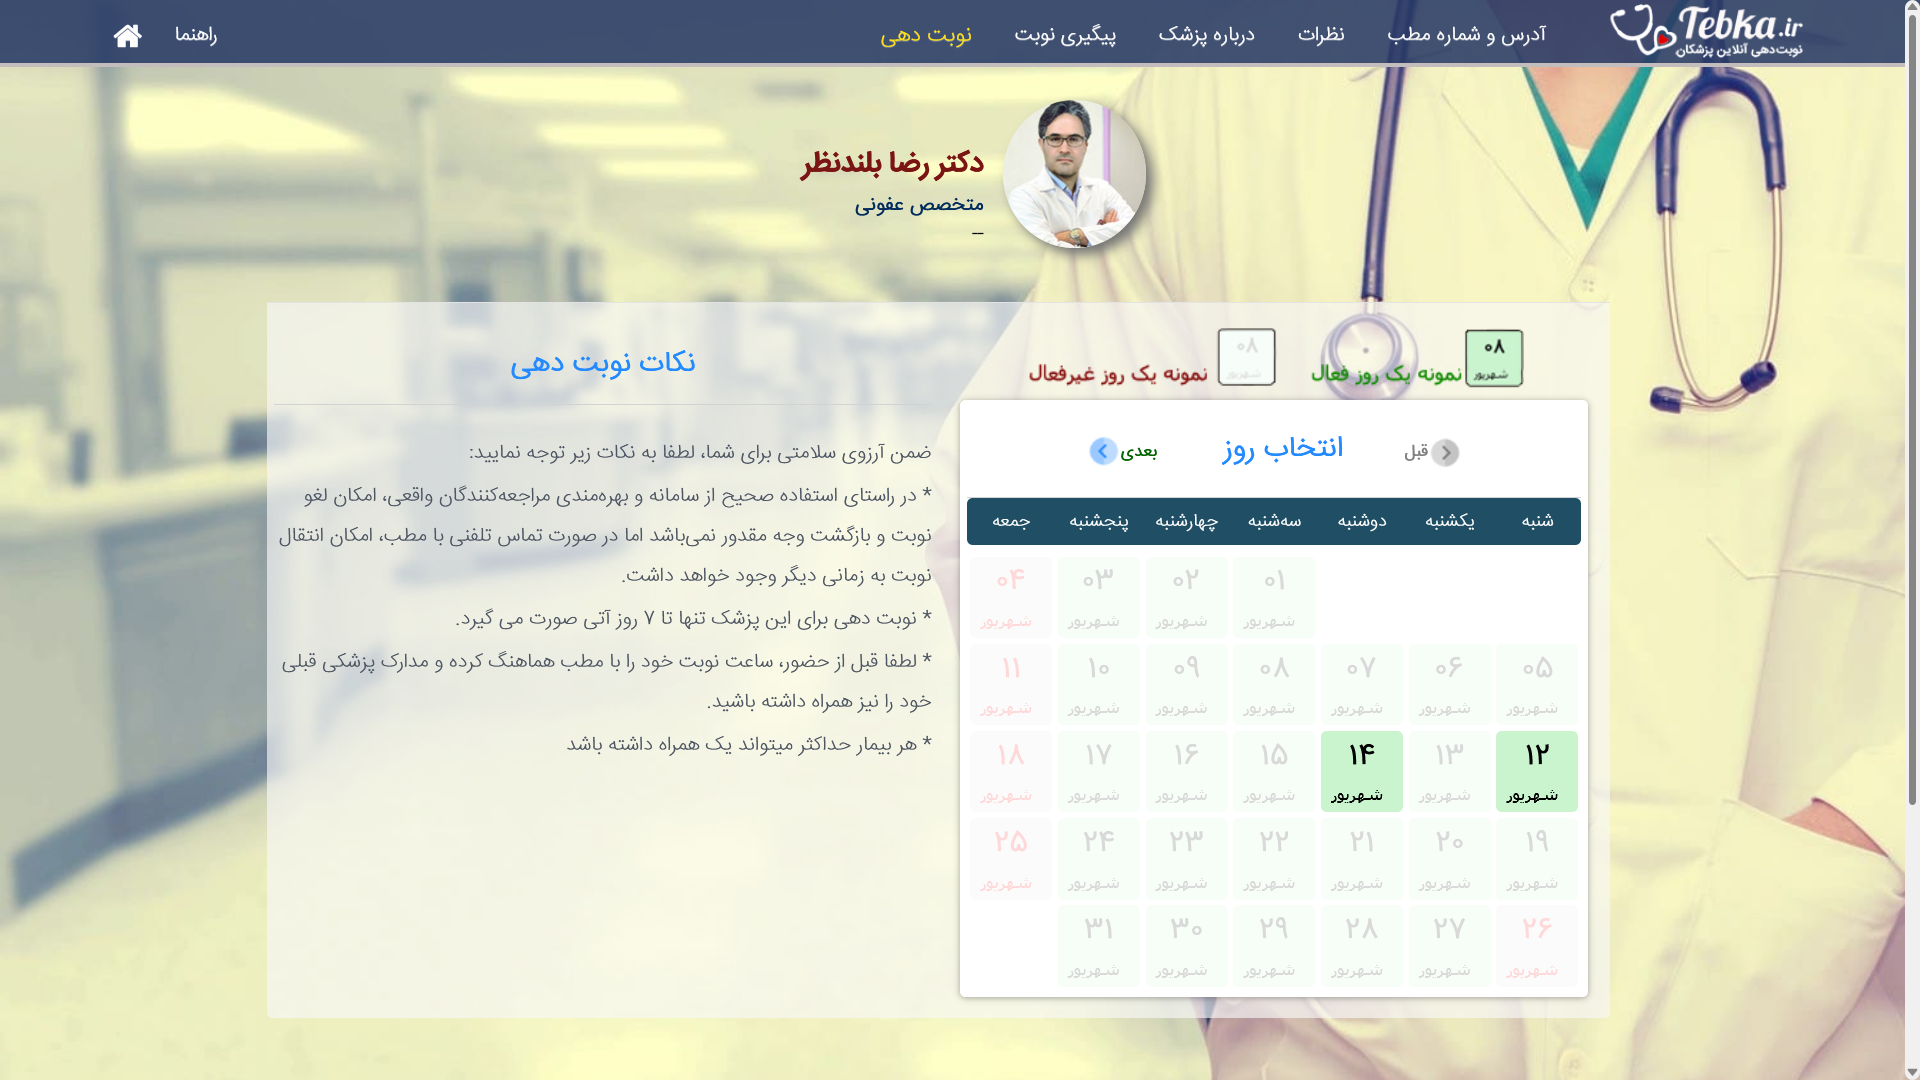 Tebka.ir
نوبت‌دهی آنلاین پزشکان
آدرس و شماره مطب
نظرات
درباره پزشک
پیگیری نوبت
نوبت دهی
راهنما
دکتر رضا بلندنظر
متخصص عفونی
--
۰۸
شهریور
نمونه یک روز فعال
۰۸
شهریور
نمونه یک روز غیرفعال
قبل
انتخاب روز
بعدی
شنبه یکشنبه دوشنبه سه‌شنبه چهارشنبه پنجشنبه جمعه
۰۱ ۰۲ ۰۳ ۰۴
شهریور شهریور شهریور شهریور
۰۵ ۰۶ ۰۷ ۰۸ ۰۹ ۱۰ ۱۱
شهریور شهریور شهریور شهریور شهریور شهریور شهریور
۱۲ ۱۳ ۱۴ ۱۵ ۱۶ ۱۷ ۱۸
شهریور شهریور شهریور شهریور شهریور شهریور شهریور
۱۹ ۲۰ ۲۱ ۲۲ ۲۳ ۲۴ ۲۵
شهریور شهریور شهریور شهریور شهریور شهریور شهریور
۲۶ ۲۷ ۲۸ ۲۹ ۳۰ ۳۱
شهریور شهریور شهریور شهریور شهریور شهریور
نکات نوبت دهی
ضمن آرزوی سلامتی برای شما، لطفا به نکات زیر توجه نمایید:
* در راستای استفاده صحیح از سامانه و بهره‌مندی مراجعه‌کنندگان واقعی، امکان لغو
نوبت و بازگشت وجه مقدور نمی‌باشد اما در صورت تماس تلفنی با مطب، امکان انتقال
نوبت به زمانی دیگر وجود خواهد داشت.
* نوبت دهی برای این پزشک تنها تا ۷ روز آتی صورت می گیرد.
* لطفا قبل از حضور، ساعت نوبت خود را با مطب هماهنگ کرده و مدارک پزشکی قبلی
خود را نیز همراه داشته باشید.
* هر بیمار حداکثر میتواند یک همراه داشته باشد